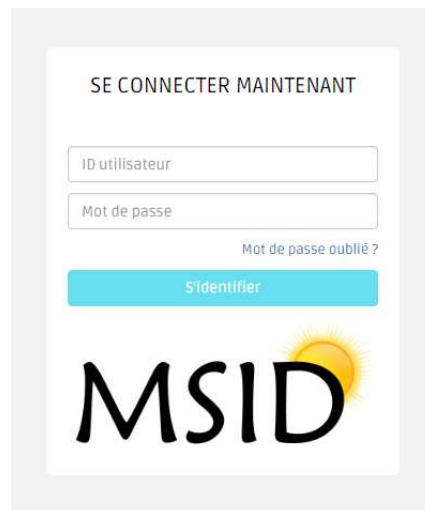 SE CONNECTER MAINTENANT
ID utilisateur
Mot de passe
Mot de passe oublié ?
S'identifier
MSID